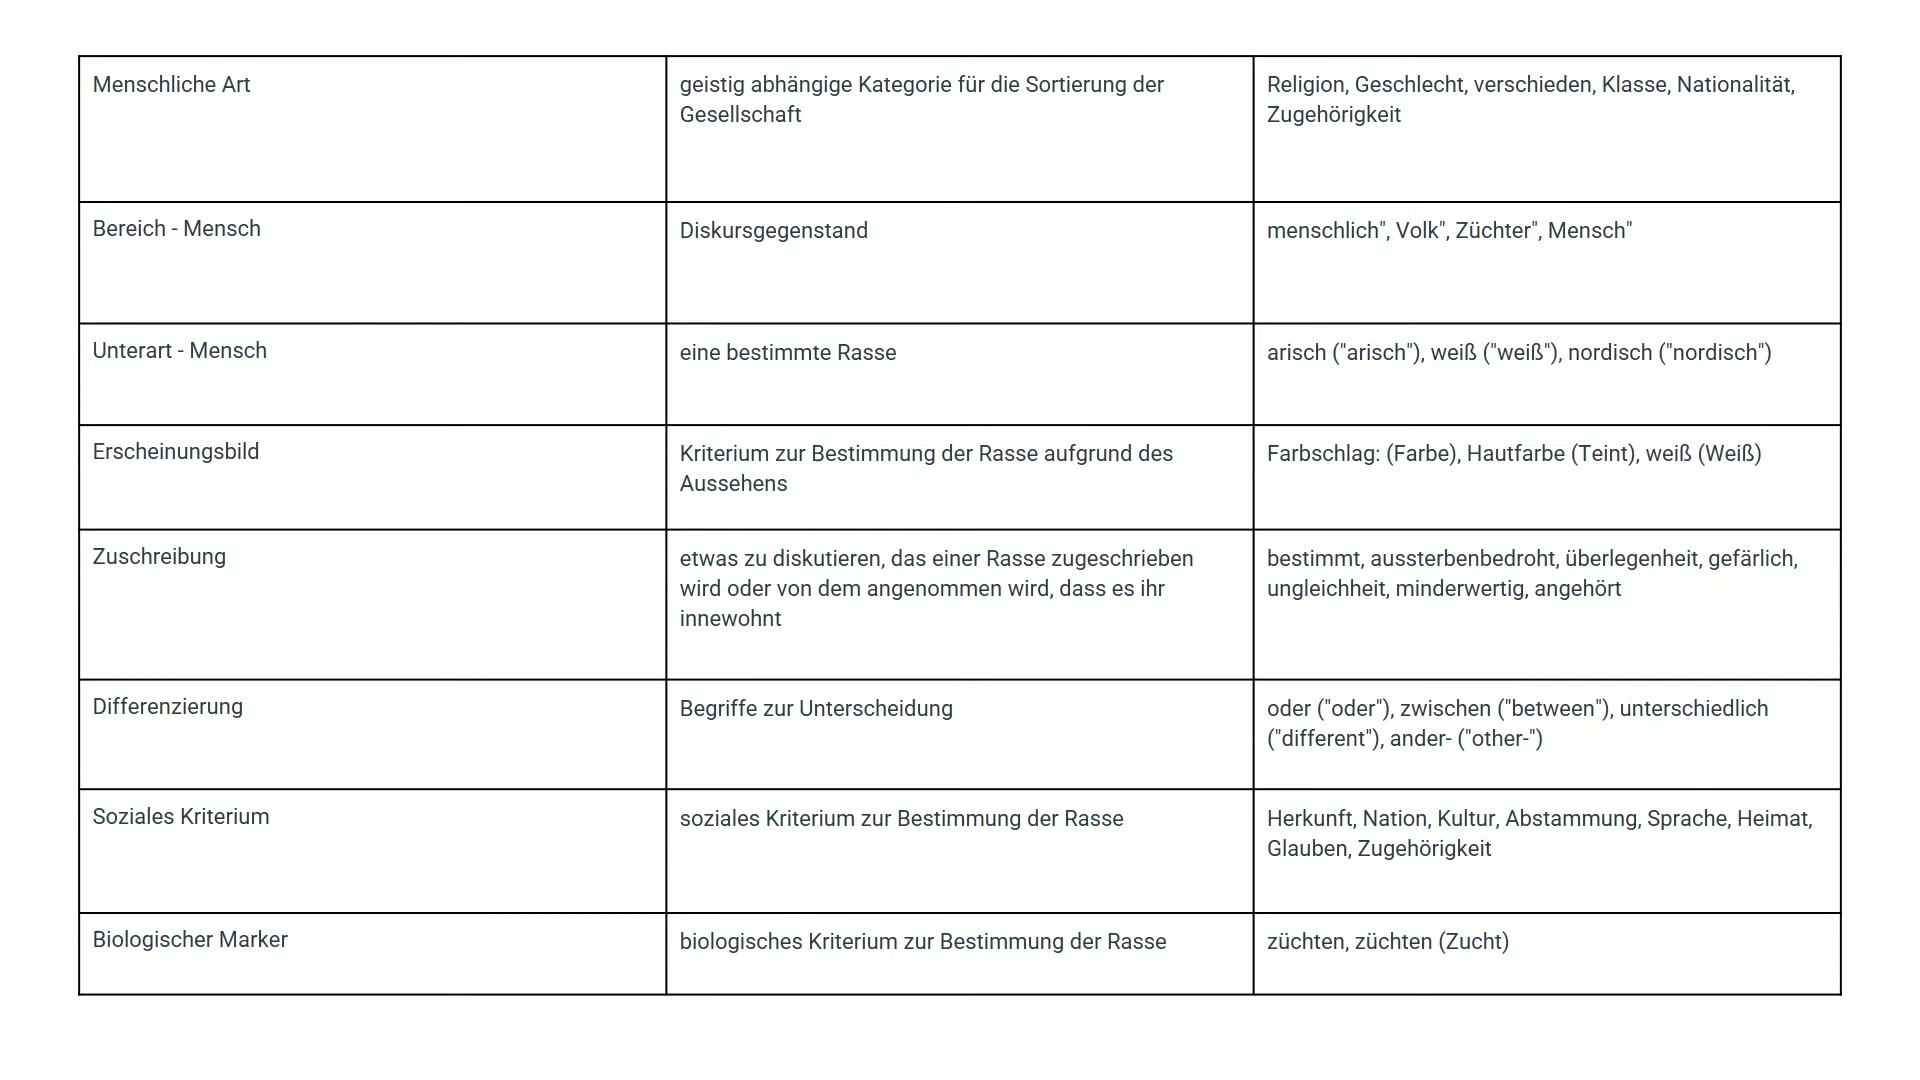 Menschliche Art
geistig abhängige Kategorie für die Sortierung der
Gesellschaft
Religion, Geschlecht, verschieden, Klasse, Nationalität,
Zugehörigkeit
Bereich - Mensch
Diskursgegenstand
menschlich", Volk", Züchter", Mensch"
Unterart - Mensch
eine bestimmte Rasse
arisch ("arisch"), weiß ("weiß"), nordisch ("nordisch")
Erscheinungsbild
Kriterium zur Bestimmung der Rasse aufgrund des
Aussehens
Farbschlag: (Farbe), Hautfarbe (Teint), weiß (Weiß)
Zuschreibung
etwas zu diskutieren, das einer Rasse zugeschrieben
wird oder von dem angenommen wird, dass es ihr
innewohnt
bestimmt, aussterbenbedroht, überlegenheit, gefärlich,
ungleichheit, minderwertig, angehört
Differenzierung
Begriffe zur Unterscheidung
oder ("oder"), zwischen ("between"), unterschiedlich
("different"), ander- ("other-")
Soziales Kriterium
soziales Kriterium zur Bestimmung der Rasse
Herkunft, Nation, Kultur, Abstammung, Sprache, Heimat,
Glauben, Zugehörigkeit
Biologischer Marker
biologisches Kriterium zur Bestimmung der Rasse
züchten, züchten (Zucht)